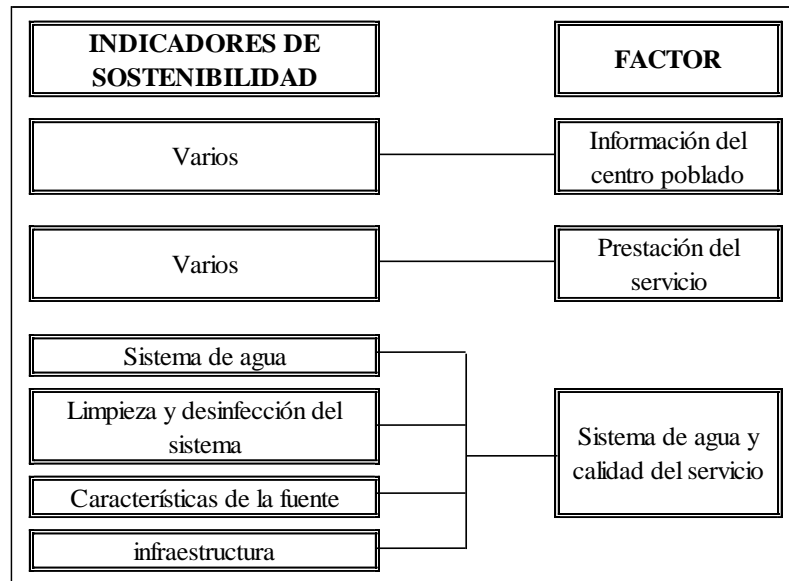 INDICADORES DE
SOSTENIBILIDAD
FACTOR
Varios
Información del
centro poblado
Varios
Prestación del
servicio
Sistema de agua
Limpieza y desinfección del
sistema
Características de la fuente
infraestructura
Sistema de agua y
calidad del servicio